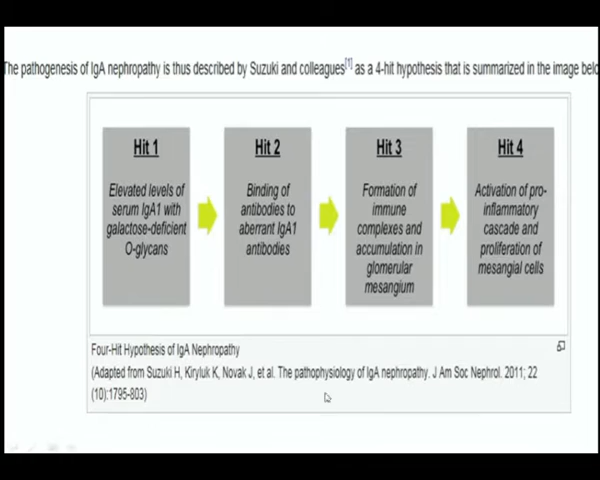 The pathogenesis of IgA nephropathy is thus described by Suzuki and colleagues[1] as a 4-hit hypothesis that is summarized in the image belo
Hit 1
Elevated levels of
serum IgA1 with
galactose-deficient
O-glycans
Hit 2
Binding of
antibodies to
aberrant IgA1
antibodies
Hit 3
Formation of
immune
complexes and
accumulation in
glomerular
mesangium
Hit 4
Activation of pro-
inflammatory
cascade and
proliferation of
mesangial cells
Four-Hit Hypothesis of IgA Nephropathy
(Adapted from Suzuki H, Kiryluk K, Novak J, et al. The pathophysiology of IgA nephropathy. J Am Soc Nephrol. 2011; 22
(10):1795-803)